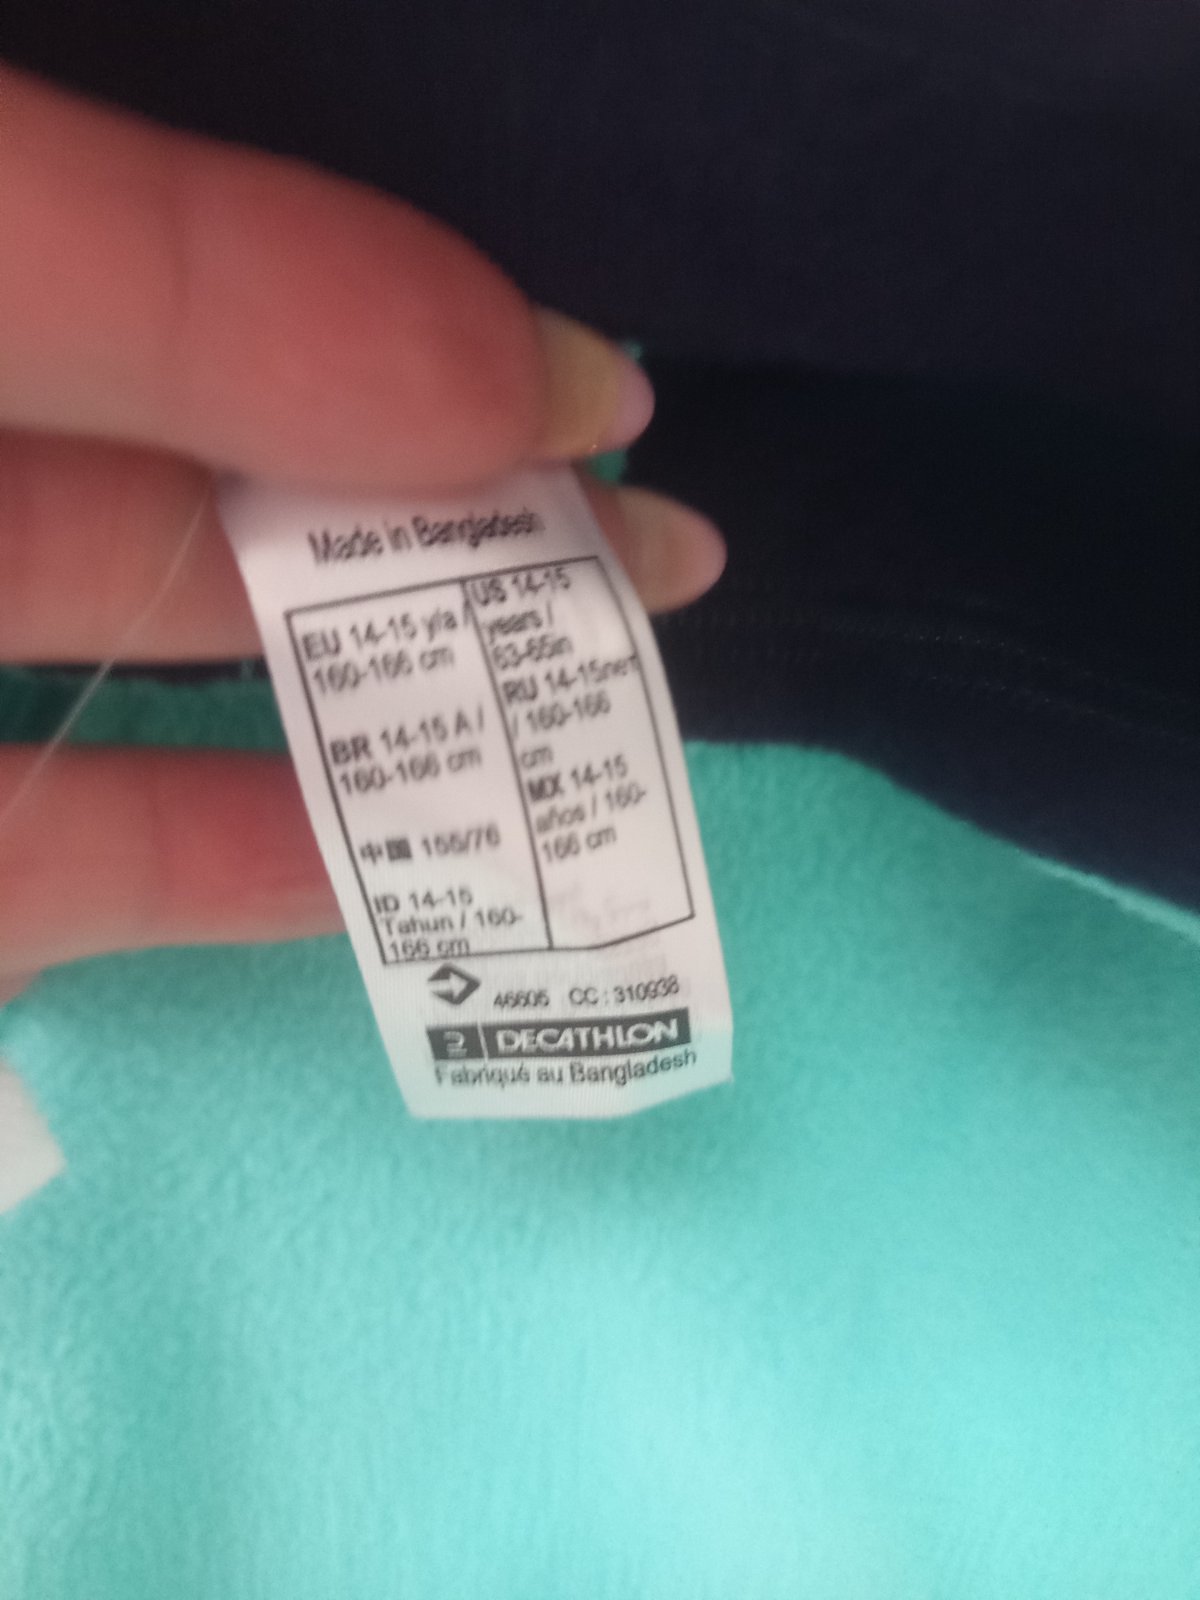 Made in Bangladesh
EU 14-15 y/a /
160-166 cm
BR 14-15 A /
160-166 cm
中国 155/76
ID 14-15
Tahun / 160-
166 cm
US 14-15
years /
63-65in
RU 14-15лет
/ 160-166
cm
MX 14-15
años / 160-
166 cm
46605 CC : 310938
DECATHLON
Fabriqué au Bangladesh